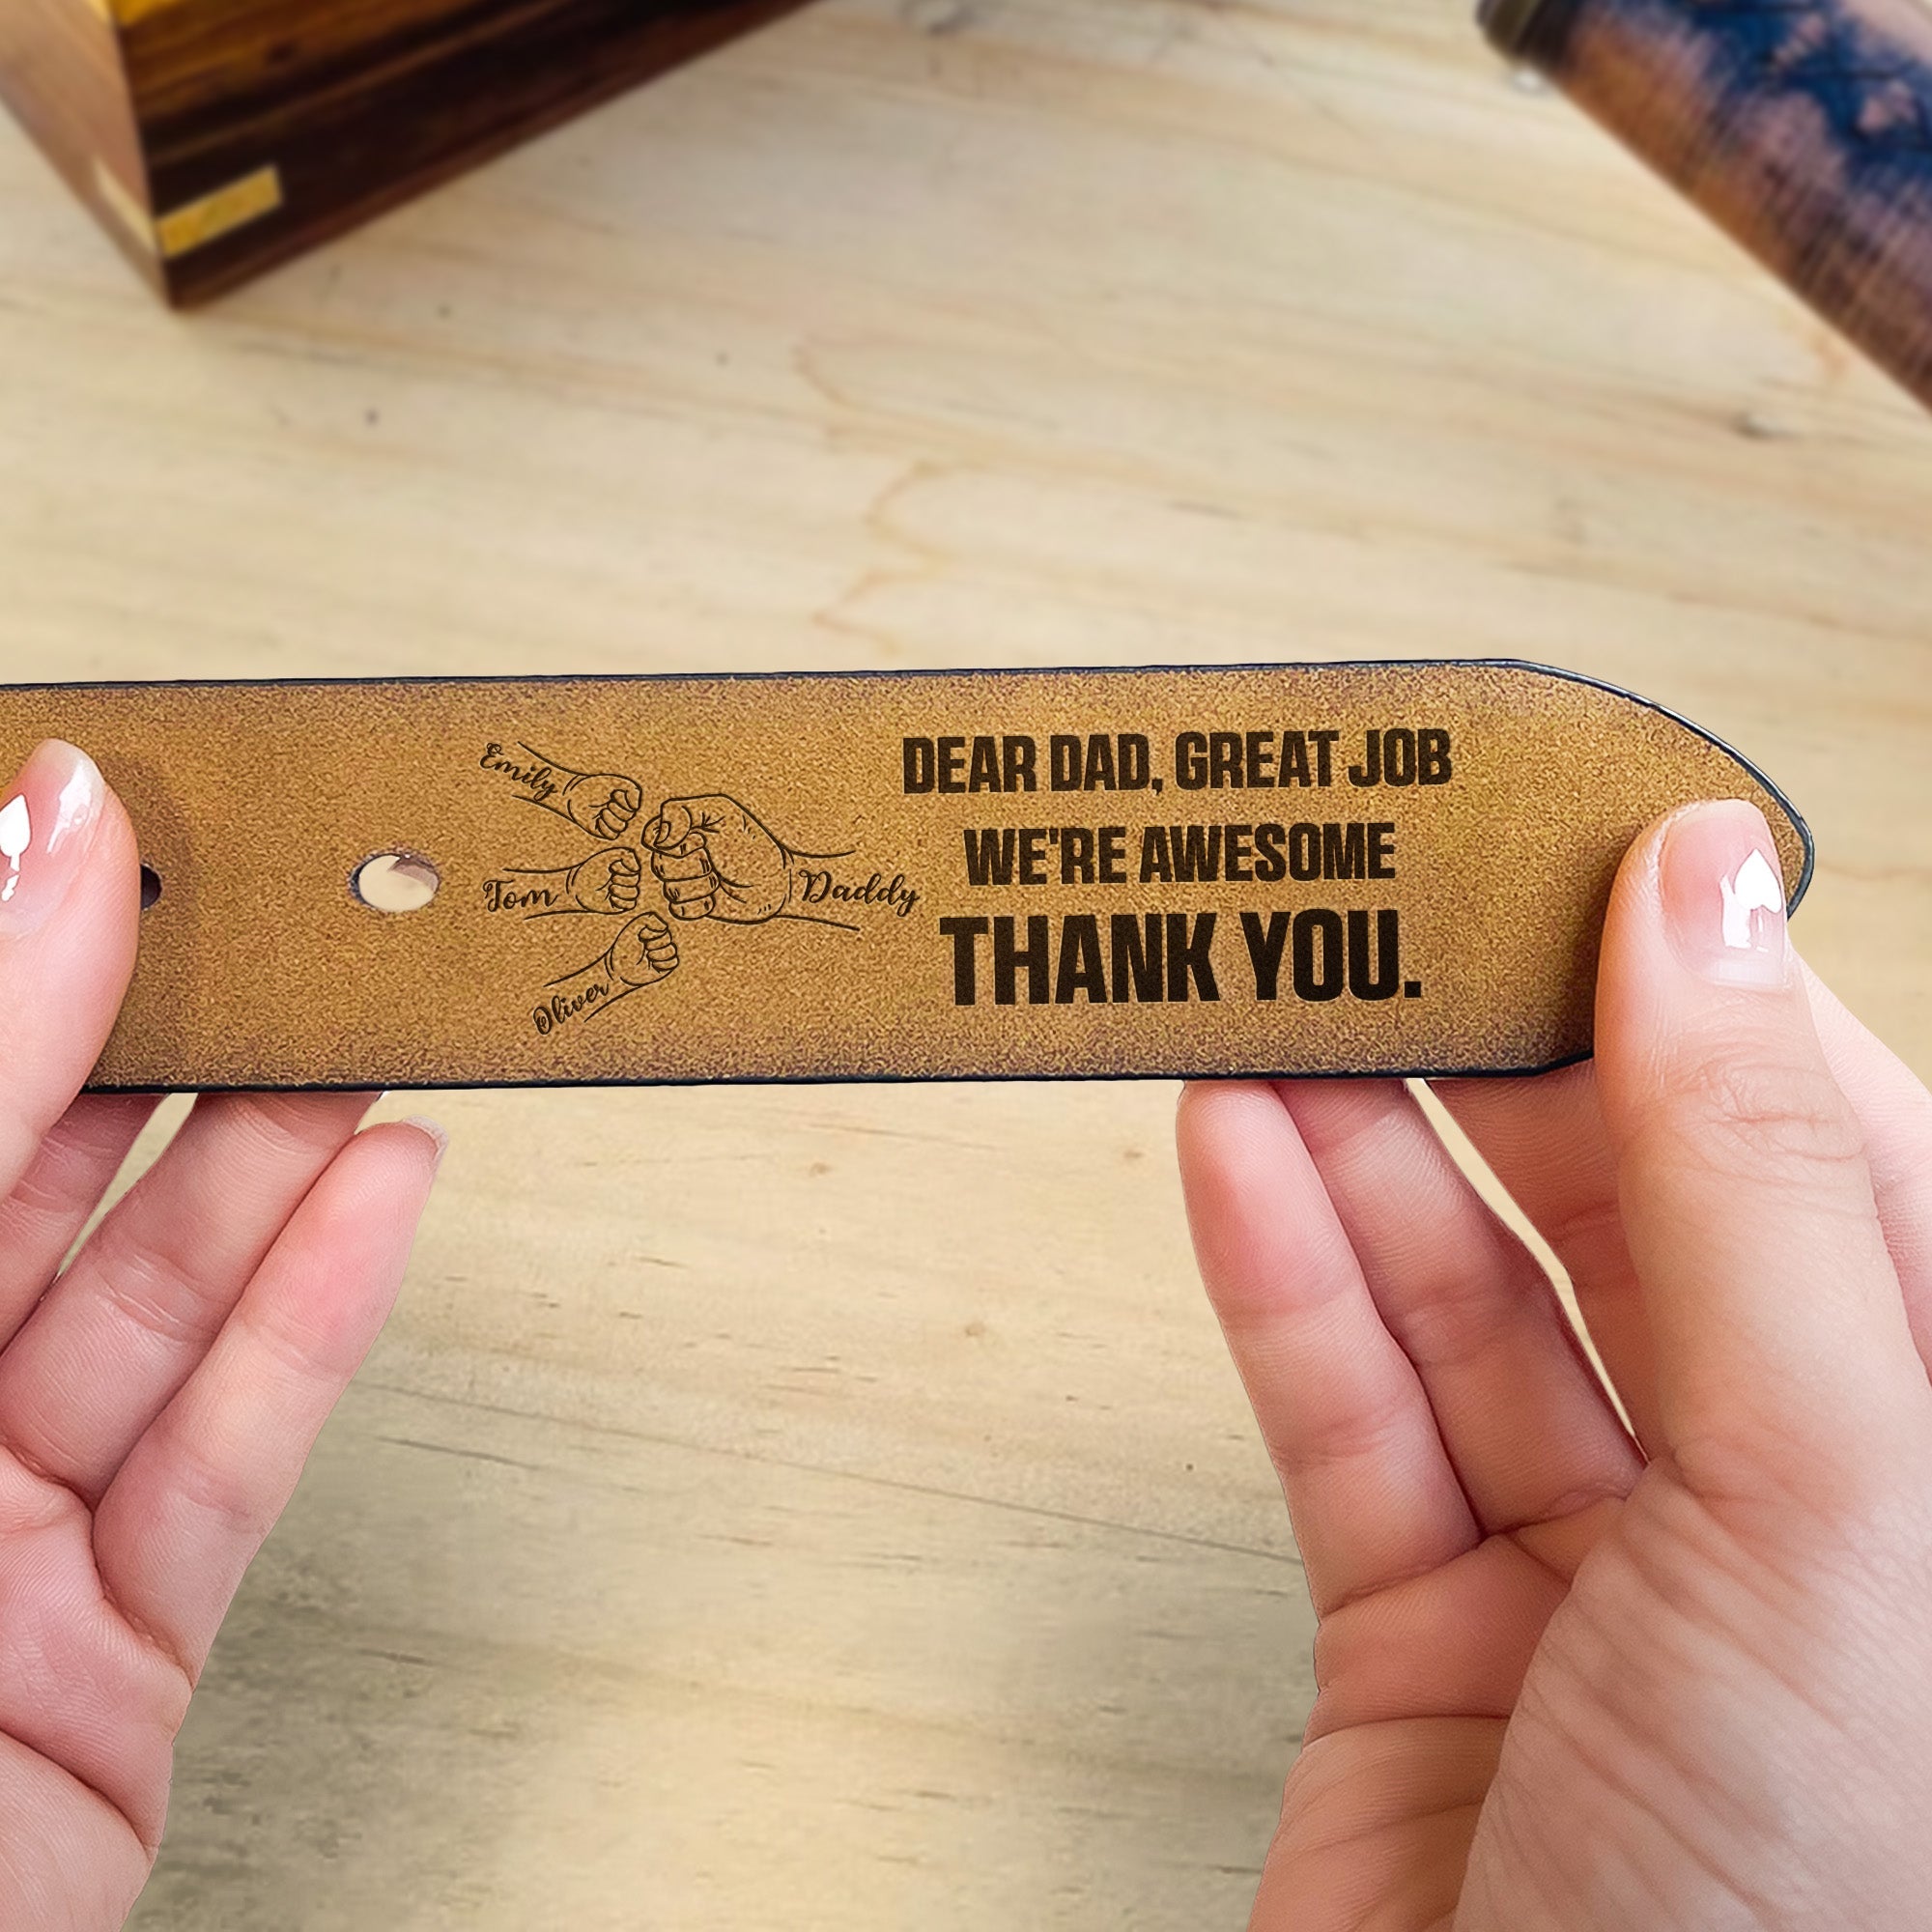 Emily
Tom
Daddy
Oliver
DEAR DAD, GREAT JOB
WE'RE AWESOME
THANK YOU.